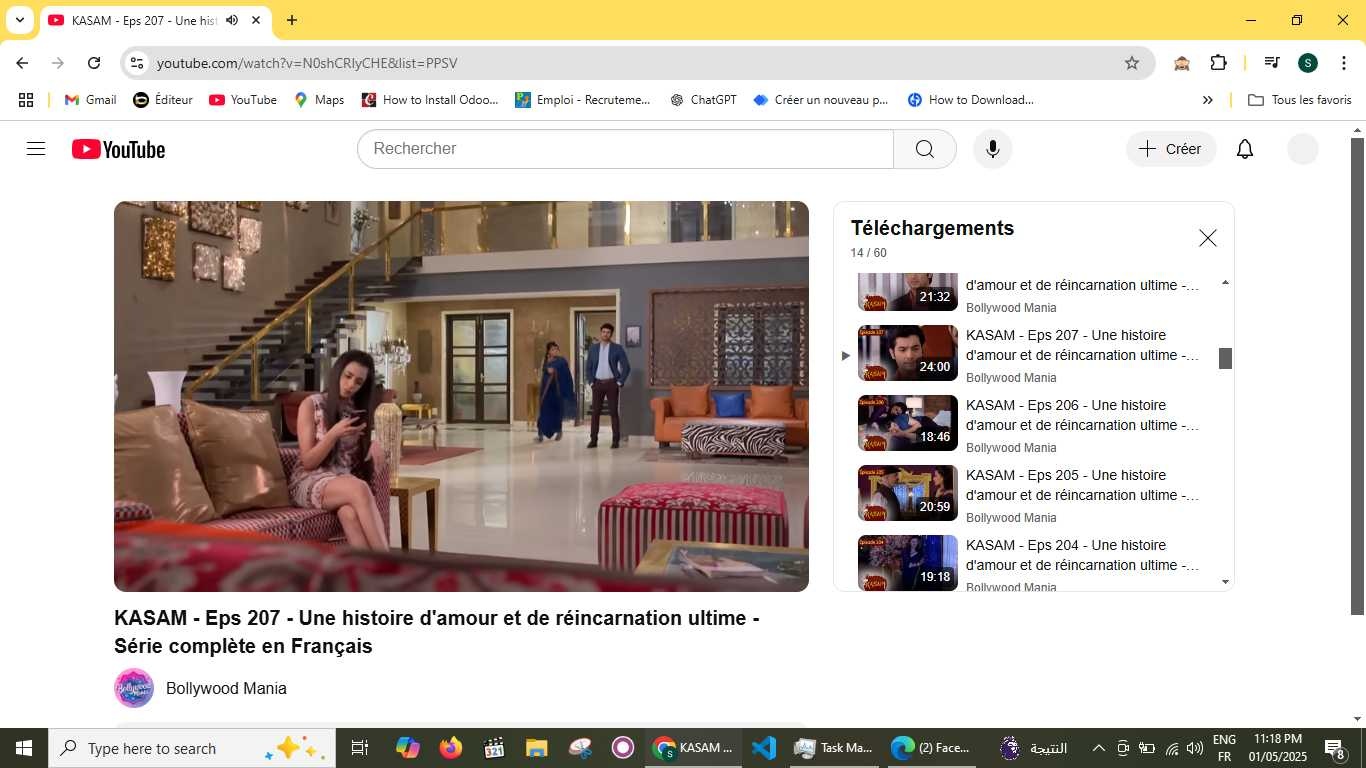 KASAM - Eps 207 - Une hist
youtube.com/watch?v=N0shCRlyCHE&list=PPSV
S
Gmail
Éditeur
YouTube
Maps
How to Install Odoo...
Emploi - Recruteme...
ChatGPT
Créer un nouveau p...
How to Download...
Tous les favoris
YouTube
Rechercher
Créer
Téléchargements
14 / 60
21:32
d'amour et de réincarnation ultime -…
Bollywood Mania
24:00
KASAM - Eps 207 - Une histoire
d'amour et de réincarnation ultime -…
Bollywood Mania
18:46
KASAM - Eps 206 - Une histoire
d'amour et de réincarnation ultime -…
Bollywood Mania
20:59
KASAM - Eps 205 - Une histoire
d'amour et de réincarnation ultime -…
Bollywood Mania
19:18
KASAM - Eps 204 - Une histoire
d'amour et de réincarnation ultime -…
Bollywood Mania
KASAM - Eps 207 - Une histoire d'amour et de réincarnation ultime -
Série complète en Français
Bollywood Mania
Type here to search
321
KASAM ...
Task Ma...
(2) Face...
النتيجة
ENG
FR
11:18 PM
01/05/2025
8